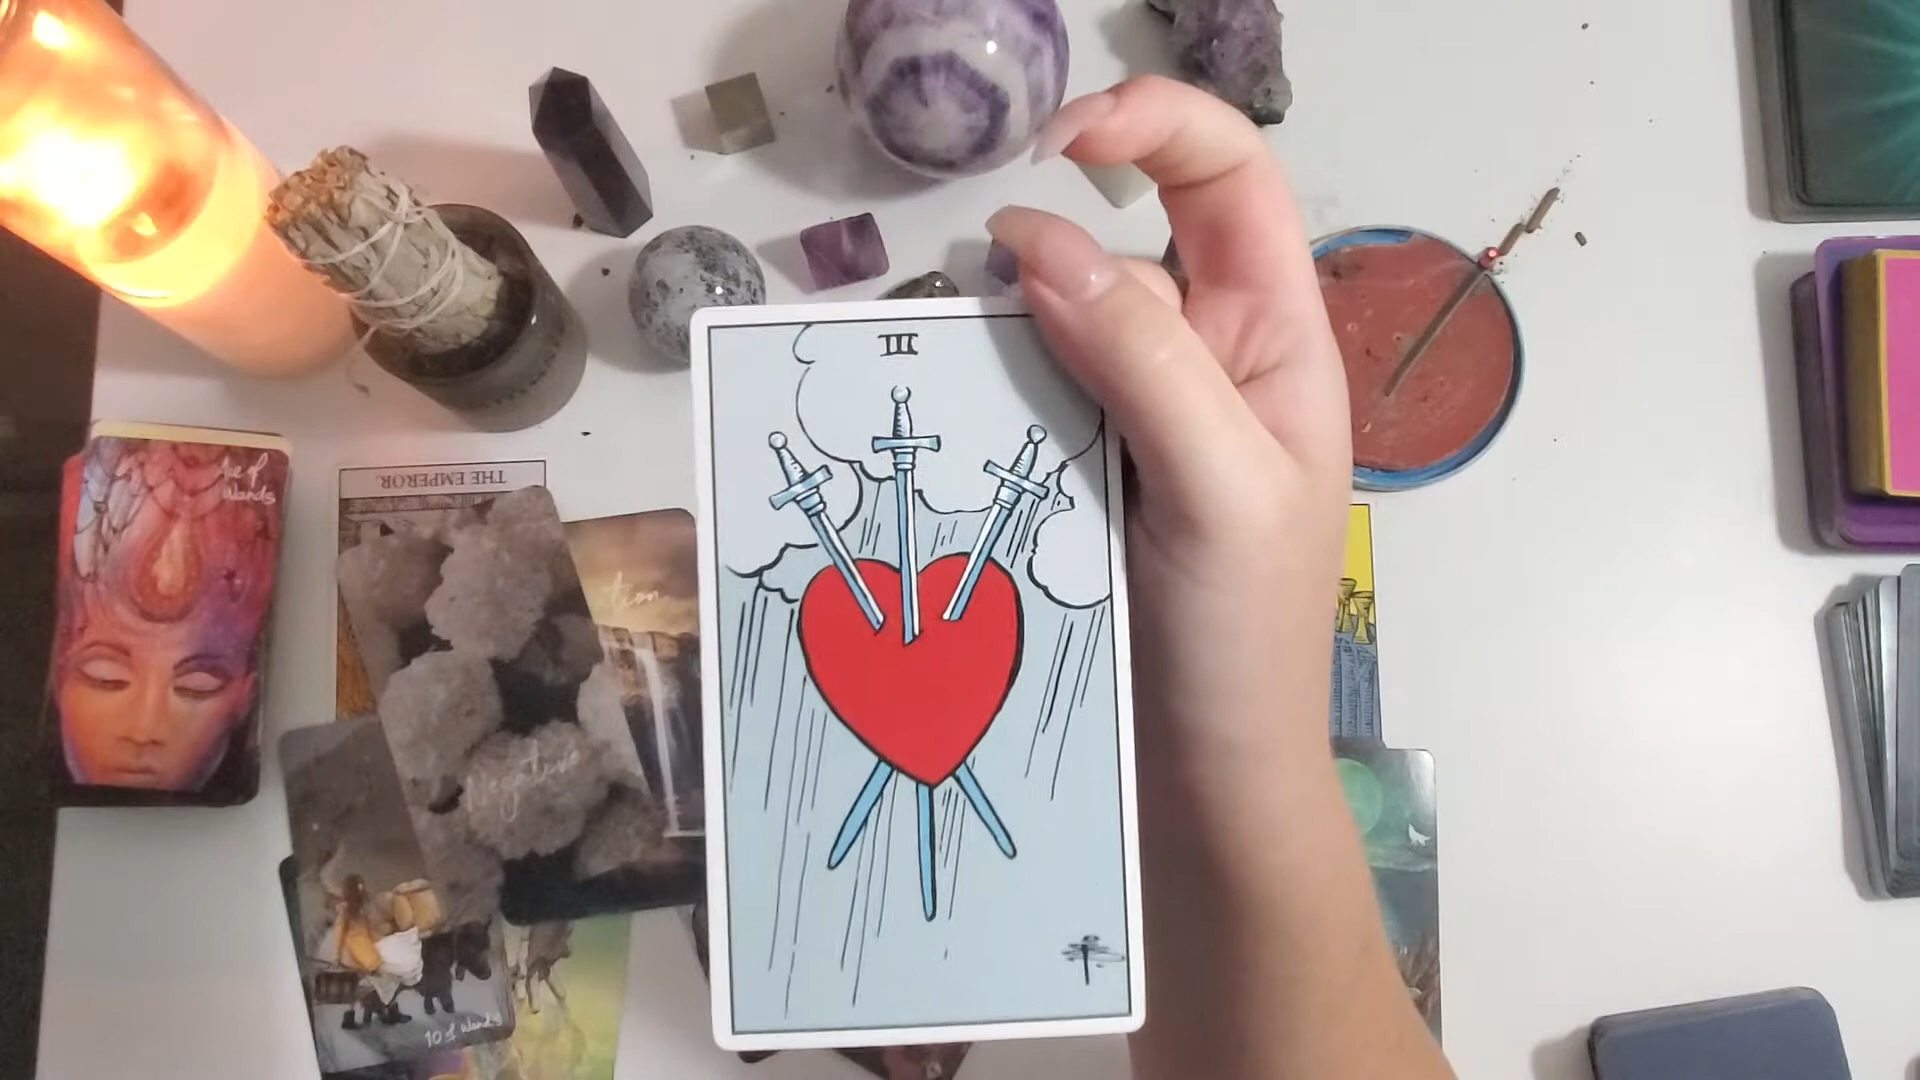 III
Ace of
Wands
THE EMPEROR.
tion
Negative
10 of Wands